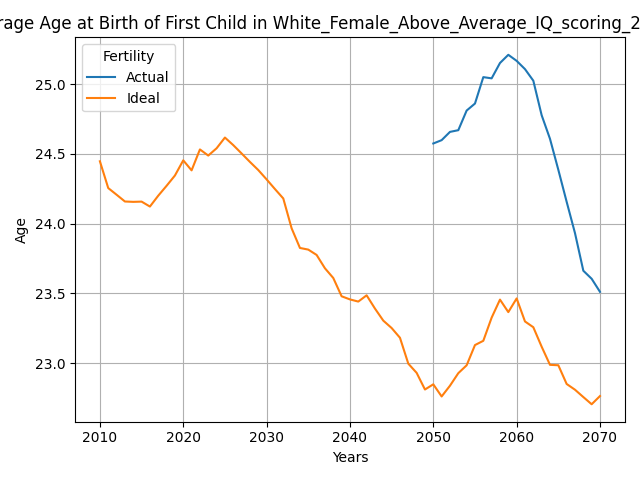 rage Age at Birth of First Child in White_Female_Above_Average_IQ_scoring_2
Fertility
Actual
Ideal
25.0
24.5
24.0
23.5
23.0
Age
2010 2020 2030 2040 2050 2060 2070
Years